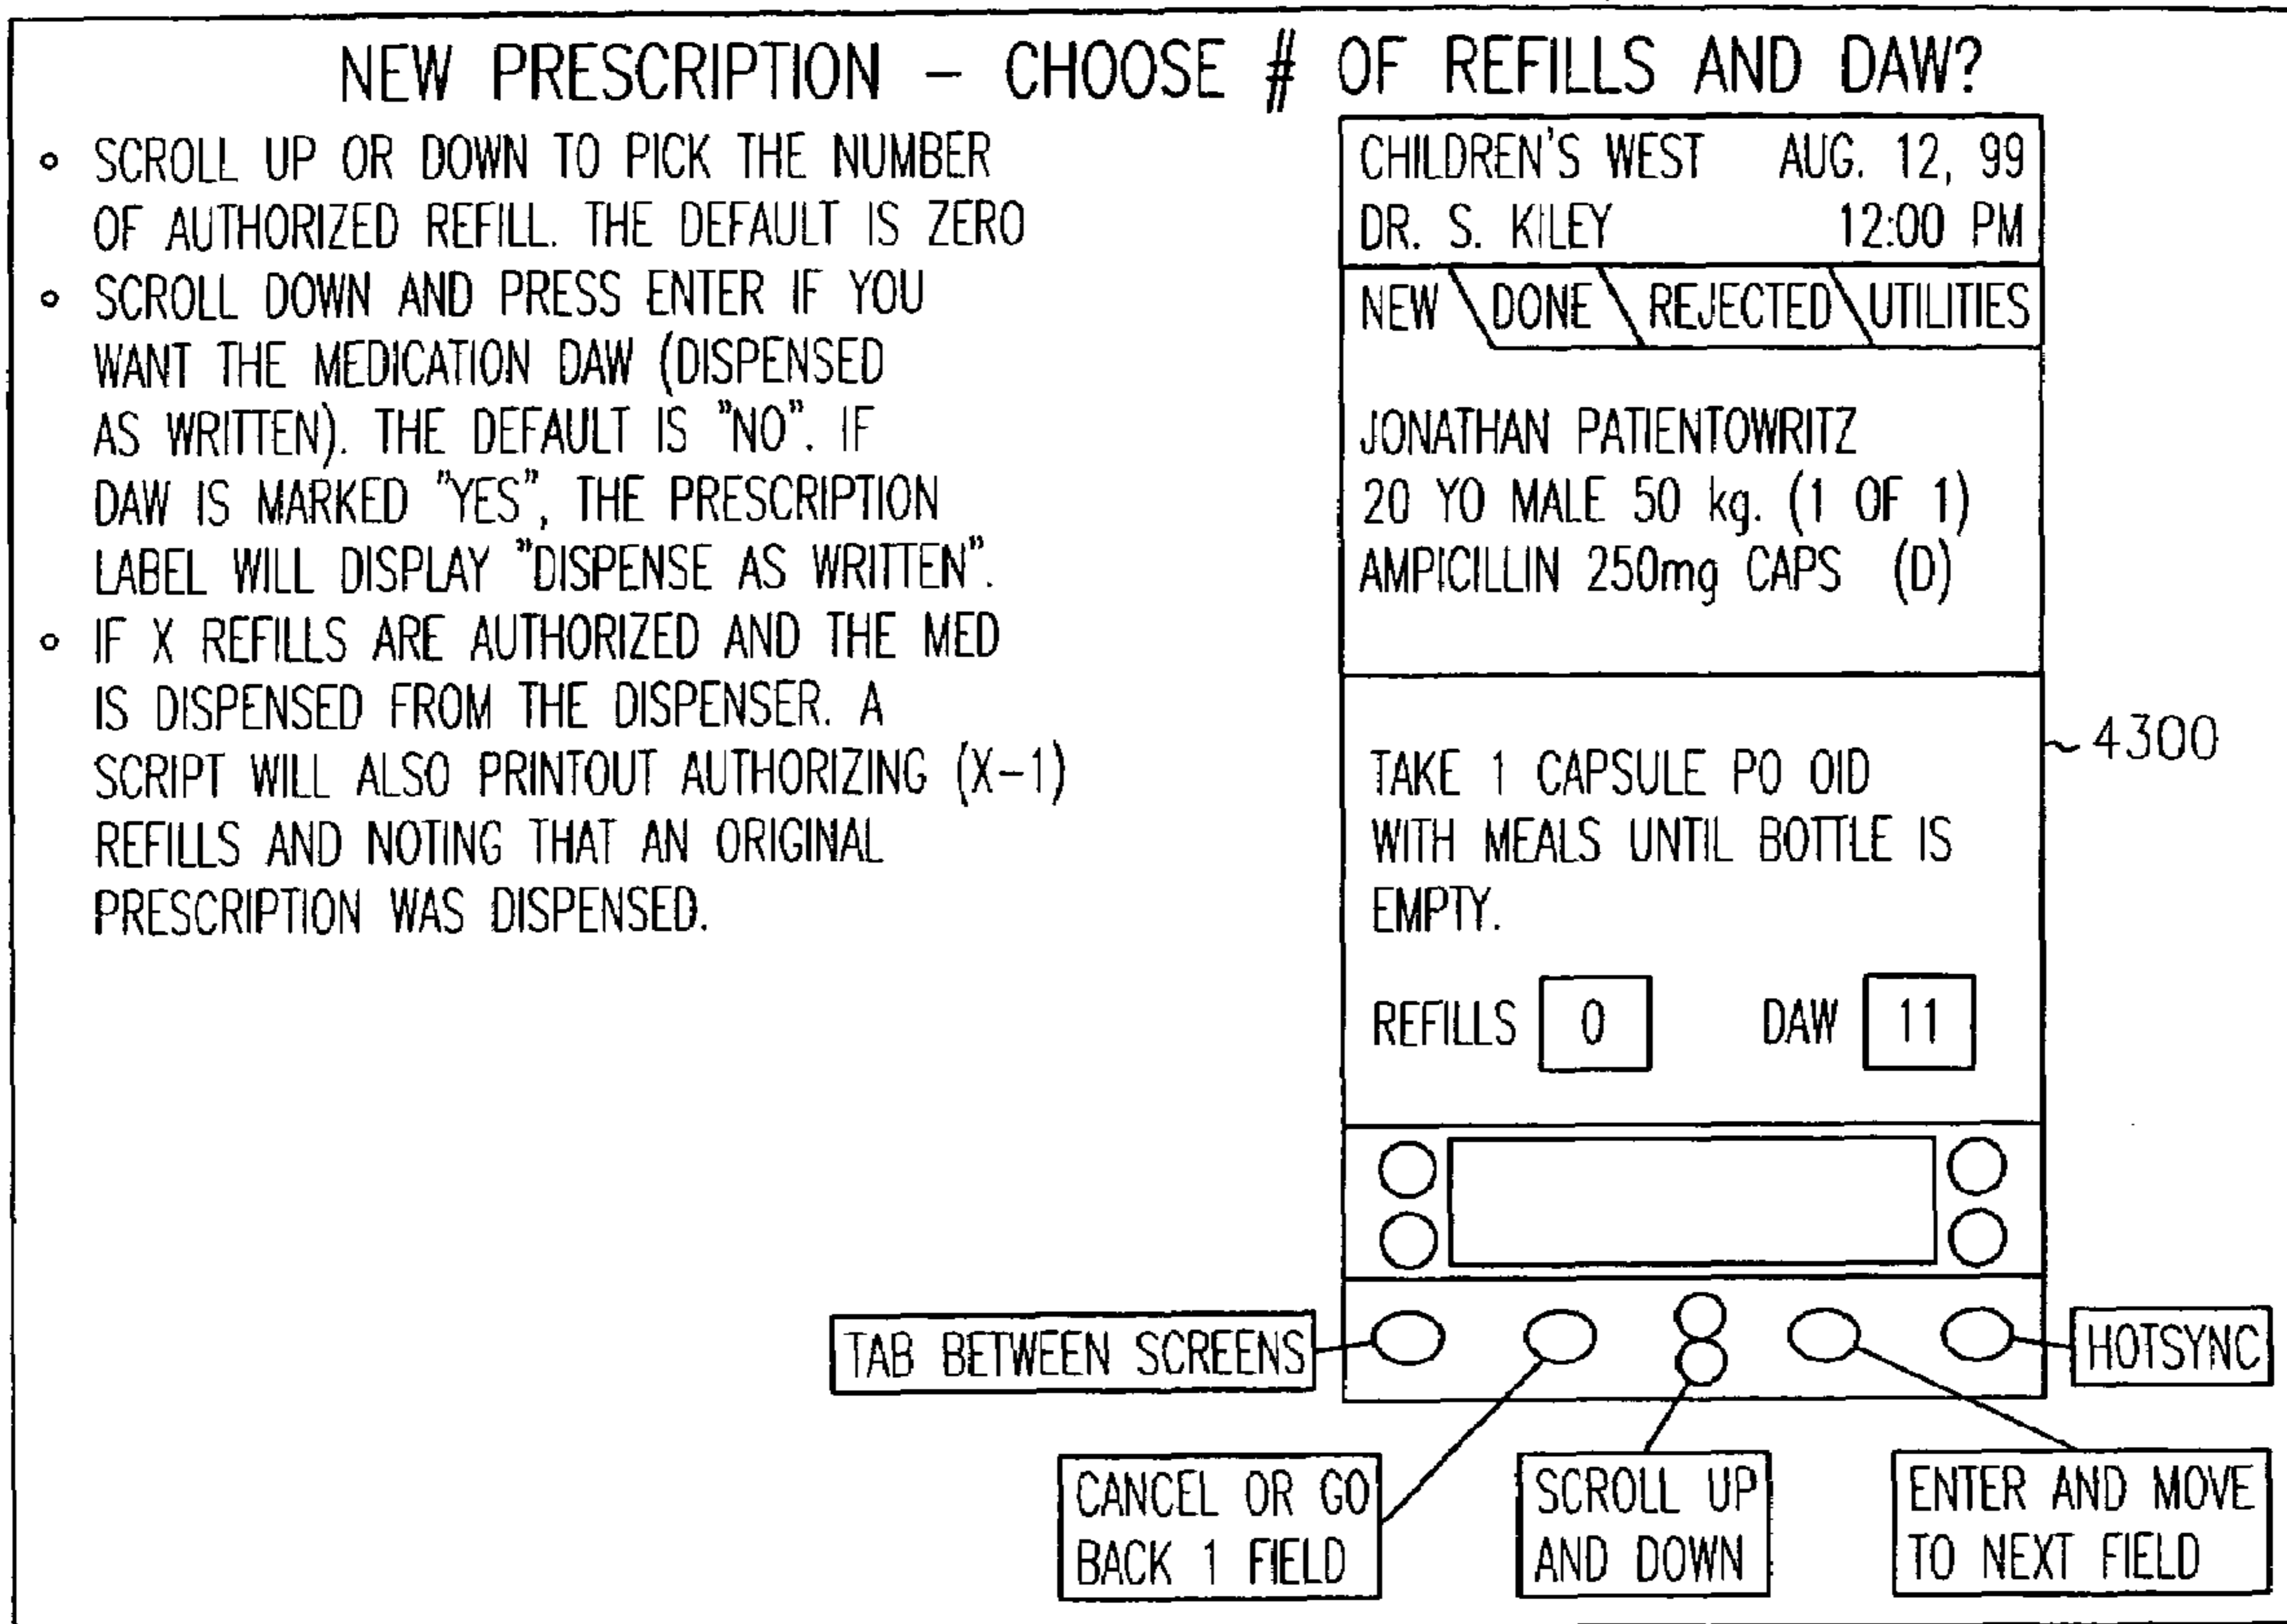 NEW PRESCRIPTION – CHOOSE # OF REFILLS AND DAW?
° SCROLL UP OR DOWN TO PICK THE NUMBER
OF AUTHORIZED REFILL. THE DEFAULT IS ZERO
° SCROLL DOWN AND PRESS ENTER IF YOU
WANT THE MEDICATION DAW (DISPENSED
AS WRITTEN). THE DEFAULT IS "NO". IF
DAW IS MARKED "YES", THE PRESCRIPTION
LABEL WILL DISPLAY "DISPENSE AS WRITTEN".
° IF X REFILLS ARE AUTHORIZED AND THE MED
IS DISPENSED FROM THE DISPENSER. A
SCRIPT WILL ALSO PRINTOUT AUTHORIZING (X–1)
REFILLS AND NOTING THAT AN ORIGINAL
PRESCRIPTION WAS DISPENSED.
CHILDREN'S WEST AUG. 12, 99
DR. S. KILEY 12:00 PM
NEW DONE REJECTED UTILITIES
JONATHAN PATIENTOWRITZ
20 YO MALE 50 kg. (1 OF 1)
AMPICILLIN 250mg CAPS (D)
TAKE 1 CAPSULE PO OID
WITH MEALS UNTIL BOTTLE IS
EMPTY.
REFILLS 0 DAW 11
4300
TAB BETWEEN SCREENS
HOTSYNC
CANCEL OR GO
BACK 1 FIELD
SCROLL UP
AND DOWN
ENTER AND MOVE
TO NEXT FIELD